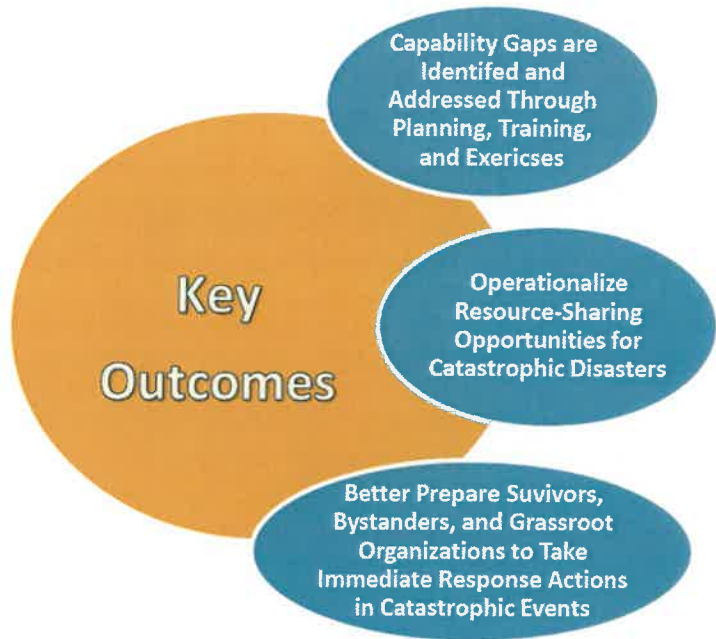 Capability Gaps are
Identifed and
Addressed Through
Planning, Training,
and Exericses
Key
Outcomes
Operationalize
Resource-Sharing
Opportunities for
Catastrophic Disasters
Better Prepare Suvivors,
Bystanders, and Grassroot
Organizations to Take
Immediate Response Actions
in Catastrophic Events